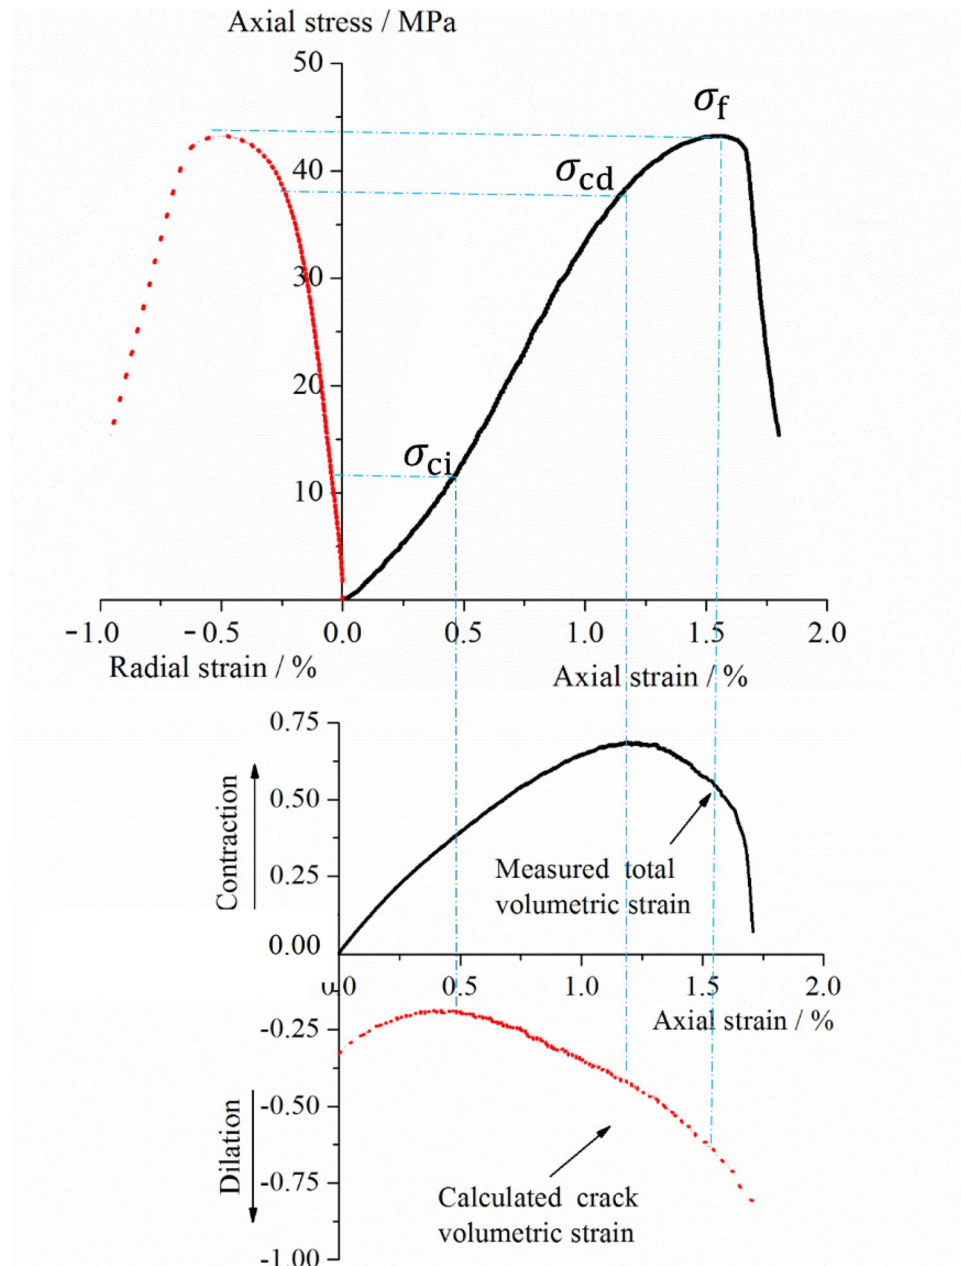 Axial stress / MPa
50
σf
40
σcd
30
20
σci
10
-1.0
-0.5
0.0
0.5
1.0
1.5
2.0
Radial strain / %
Axial strain / %
0.75
0.50
Contraction
Measured total
volumetric strain
0.25
0.00
0.5
1.0
1.5
2.0
Axial strain / %
-0.25
-0.50
Dilation
-0.75
Calculated crack
volumetric strain
-1.00